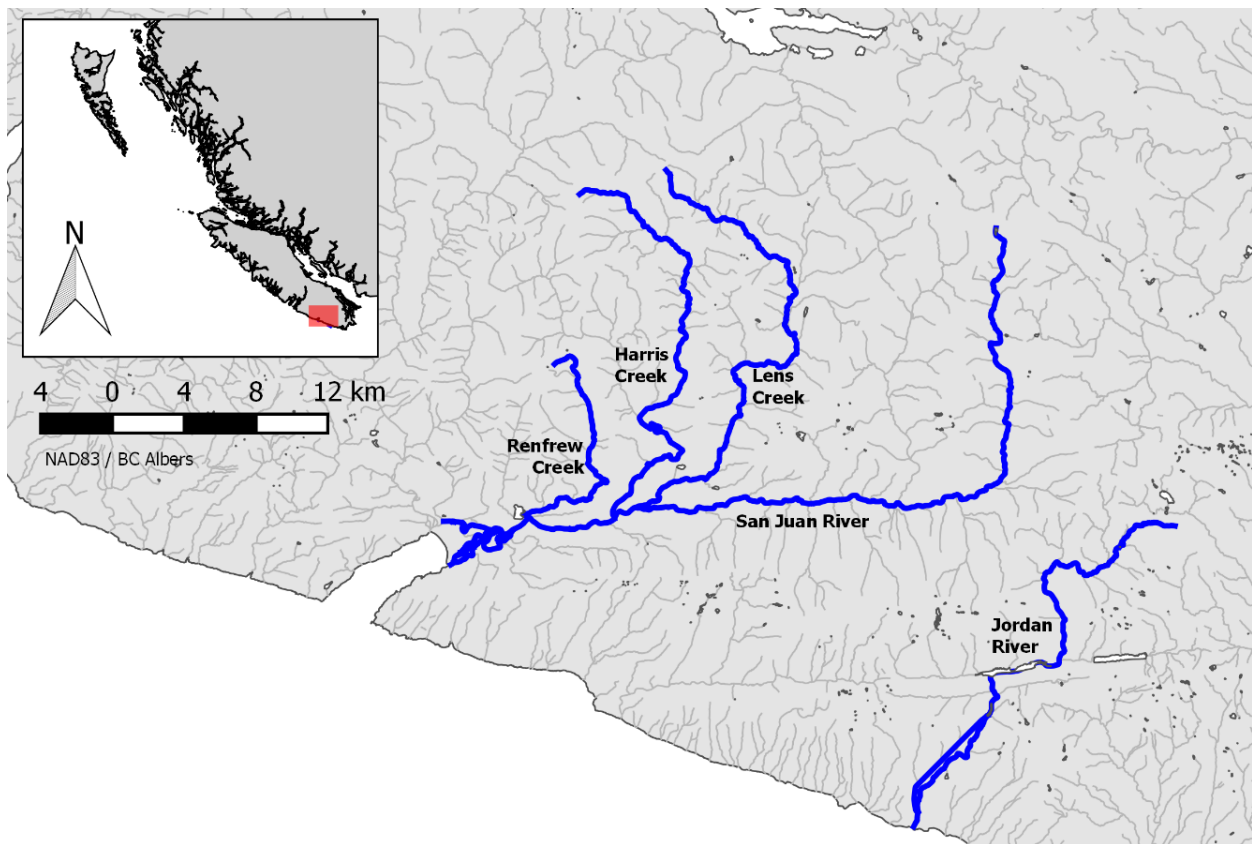 N
4 0 4 8 12 km
NAD83 / BC Albers
Harris
Creek
Lens
Creek
Renfrew
Creek
San Juan River
Jordan
River